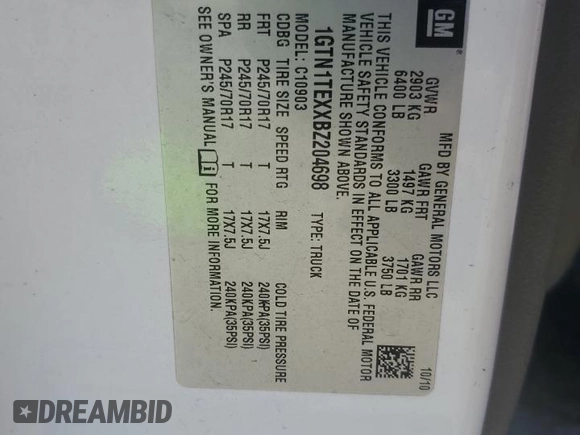 GM
MFD BY GENERAL MOTORS LLC
10/10
GVWR GAWR FRT GAWR RR
2903 KG 1497 KG 1701 KG
6400 LB 3300 LB 3750 LB
THIS VEHICLE CONFORMS TO ALL APPLICABLE U.S. FEDERAL MOTOR
VEHICLE SAFETY STANDARDS IN EFFECT ON THE DATE OF
MANUFACTURE SHOWN ABOVE.
1GTN1TEXXBZ204698 TYPE: TRUCK
MODEL: C10903
CDBG TIRE SIZE SPEED RTG RIM COLD TIRE PRESSURE
FRT P245/70R17 T 17X7.5J 240KPA(35PSI)
RR P245/70R17 T 17X7.5J 240KPA(35PSI)
SPA P245/70R17 T 17X7.5J 240KPA(35PSI)
SEE OWNER'S MANUAL FOR MORE INFORMATION.
DREAMBID